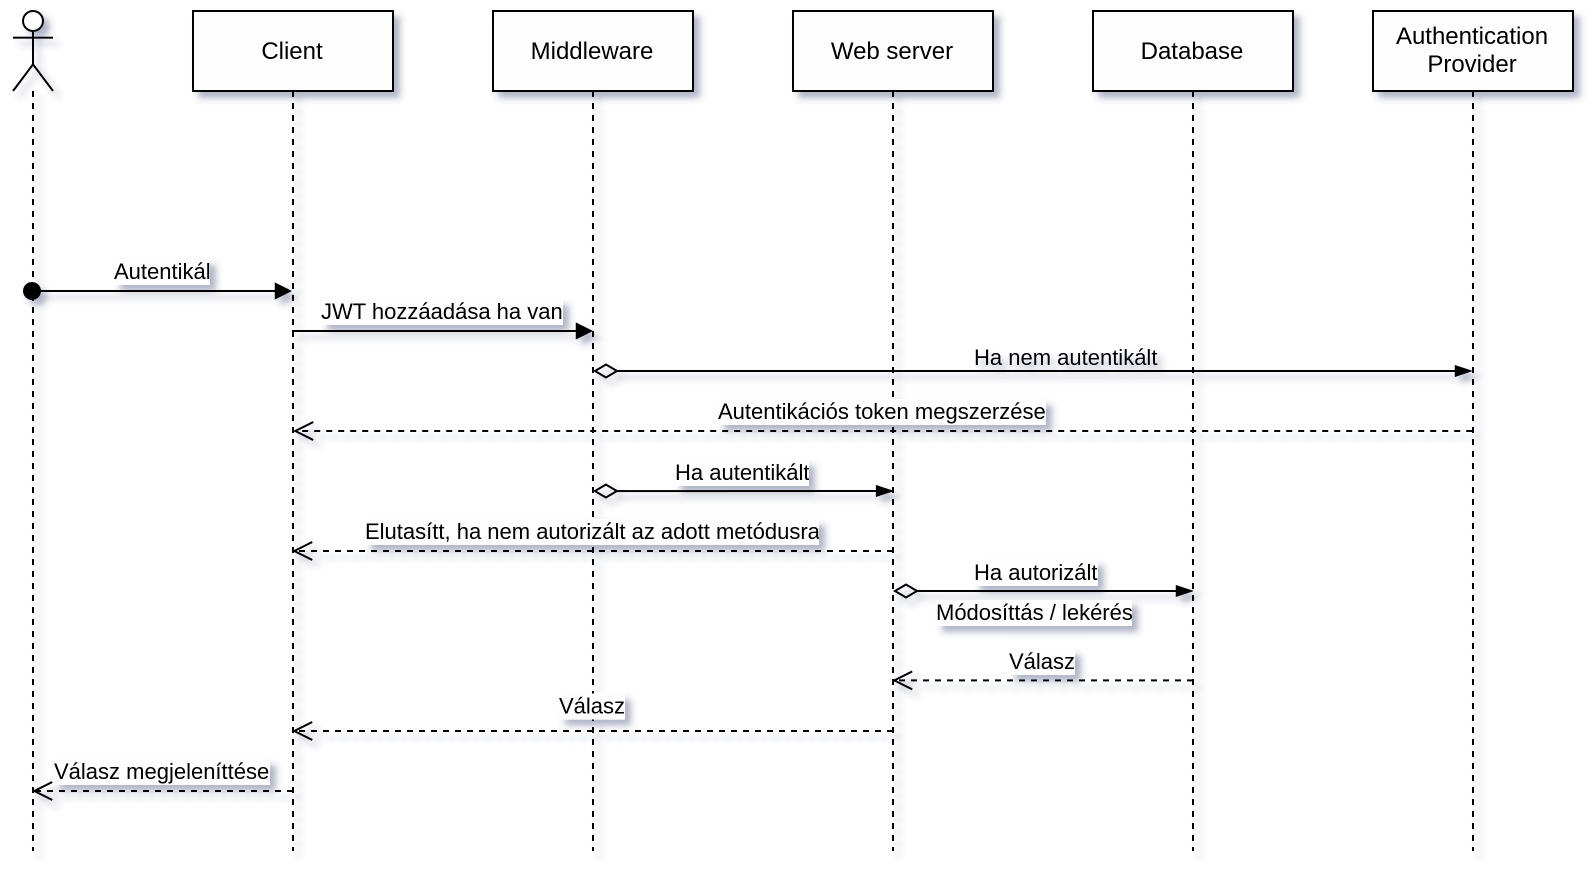 Client
Middleware
Web server
Database
Authentication
Provider
Autentikál
JWT hozzáadása ha van
Ha nem autentikált
Autentikációs token megszerzése
Ha autentikált
Elutasítt, ha nem autorizált az adott metódusra
Ha autorizált
Módosíttás / lekérés
Válasz
Válasz
Válasz megjeleníttése